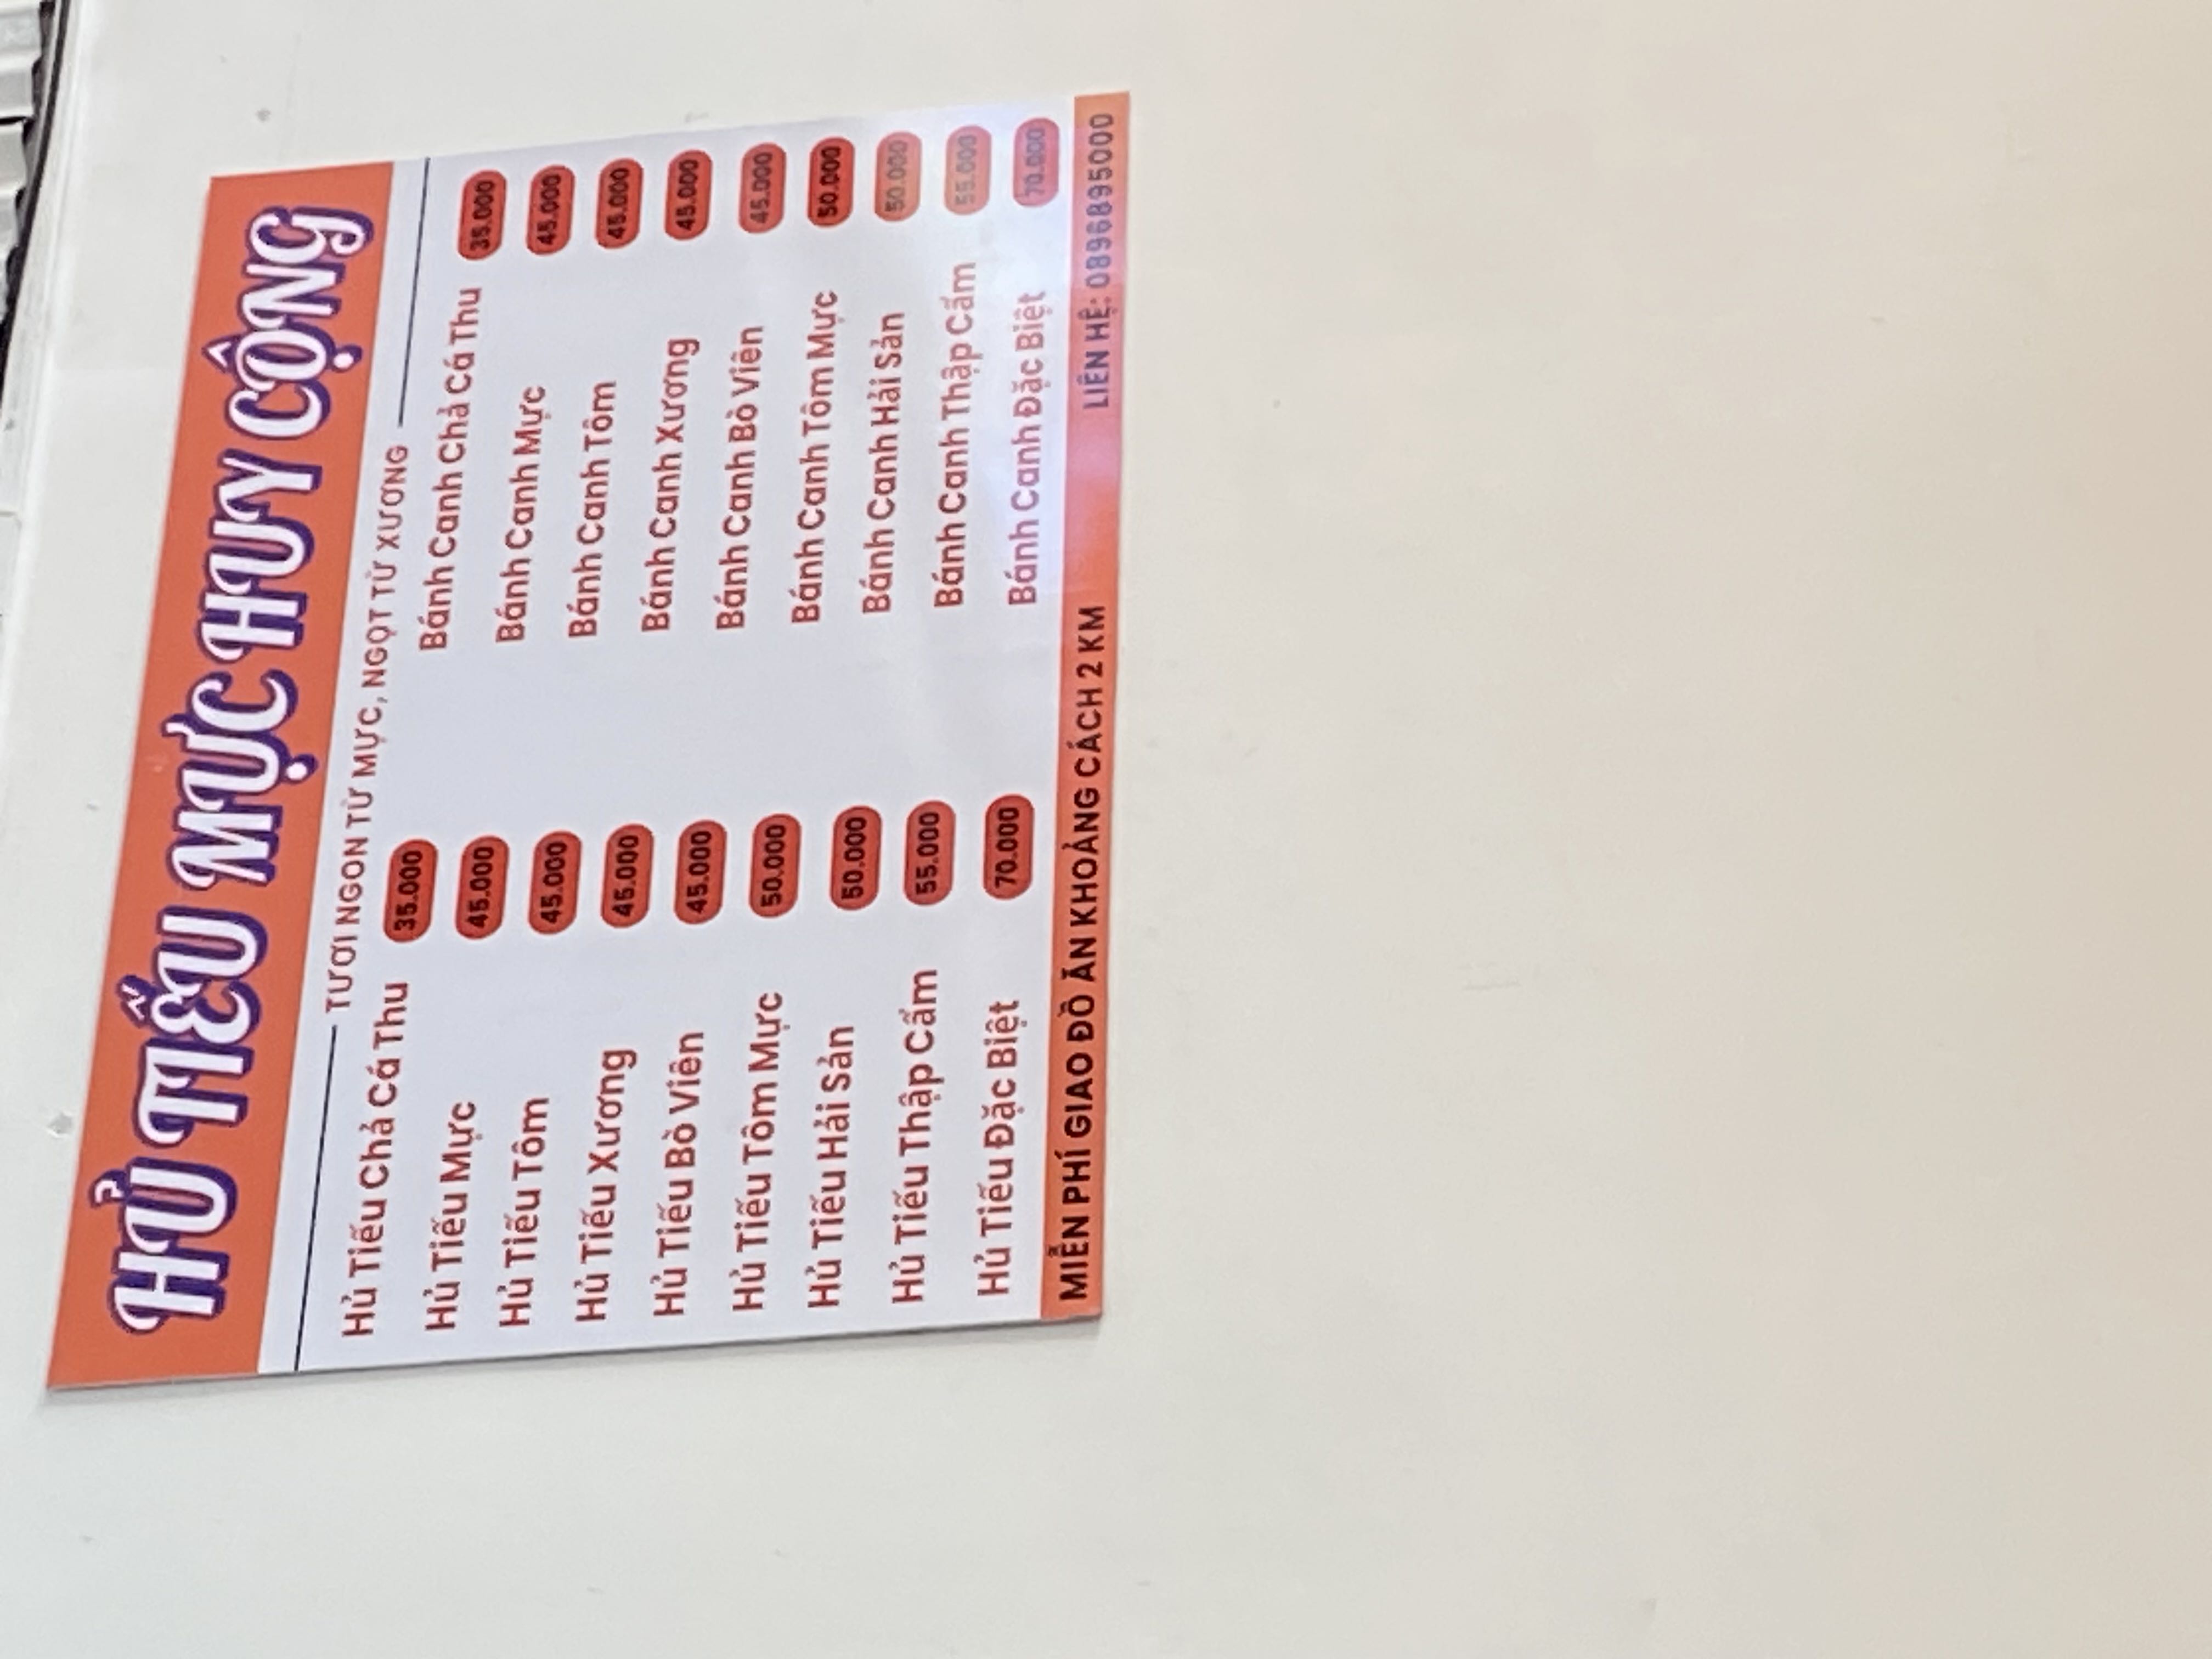 HỦ TIẾU MỰC HUY CỘNG
TƯƠI NGON TỪ MỰC, NGỌT TỪ XƯƠNG
Hủ Tiếu Chả Cá Thu 35.000
Hủ Tiếu Mực 45.000
Hủ Tiếu Tôm 45.000
Hủ Tiếu Xương 45.000
Hủ Tiếu Bò Viên 45.000
Hủ Tiếu Tôm Mực 50.000
Hủ Tiếu Hải Sản 50.000
Hủ Tiếu Thập Cẩm 55.000
Hủ Tiếu Đặc Biệt 70.000
Bánh Canh Chả Cá Thu 35.000
Bánh Canh Mực 45.000
Bánh Canh Tôm 45.000
Bánh Canh Xương 45.000
Bánh Canh Bò Viên 45.000
Bánh Canh Tôm Mực 50.000
Bánh Canh Hải Sản 50.000
Bánh Canh Thập Cẩm 55.000
Bánh Canh Đặc Biệt 70.000
MIỄN PHÍ GIAO ĐỒ ĂN KHOẢNG CÁCH 2 KM LIÊN HỆ: 0896895000